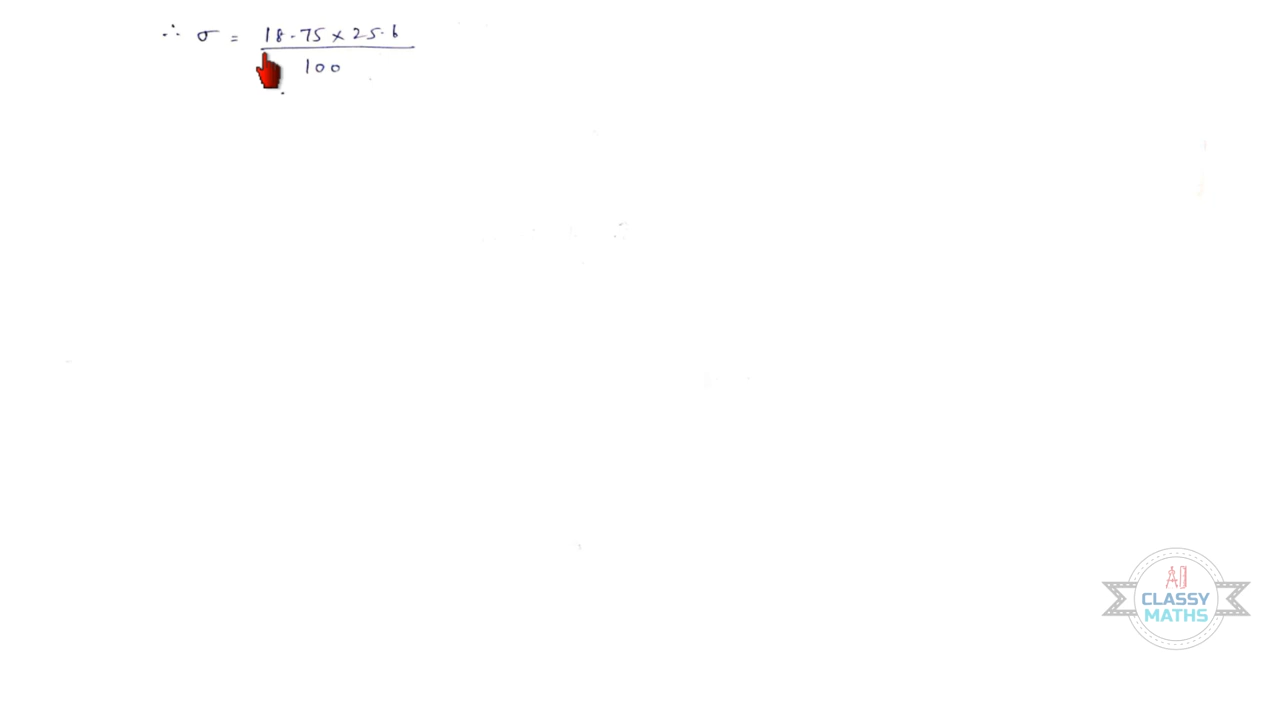 ∴ σ = 18.75 × 25.6
100
CLASSY
MATHS